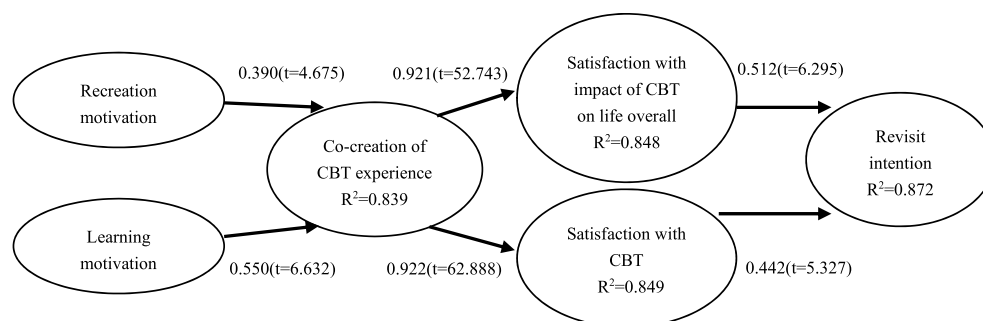 Recreation
motivation
0.390(t=4.675)
Learning
motivation
0.550(t=6.632)
Co-creation of
CBT experience
R²=0.839
0.921(t=52.743)
0.922(t=62.888)
Satisfaction with
impact of CBT
on life overall
R²=0.848
Satisfaction with
CBT
R²=0.849
0.512(t=6.295)
0.442(t=5.327)
Revisit
intention
R²=0.872